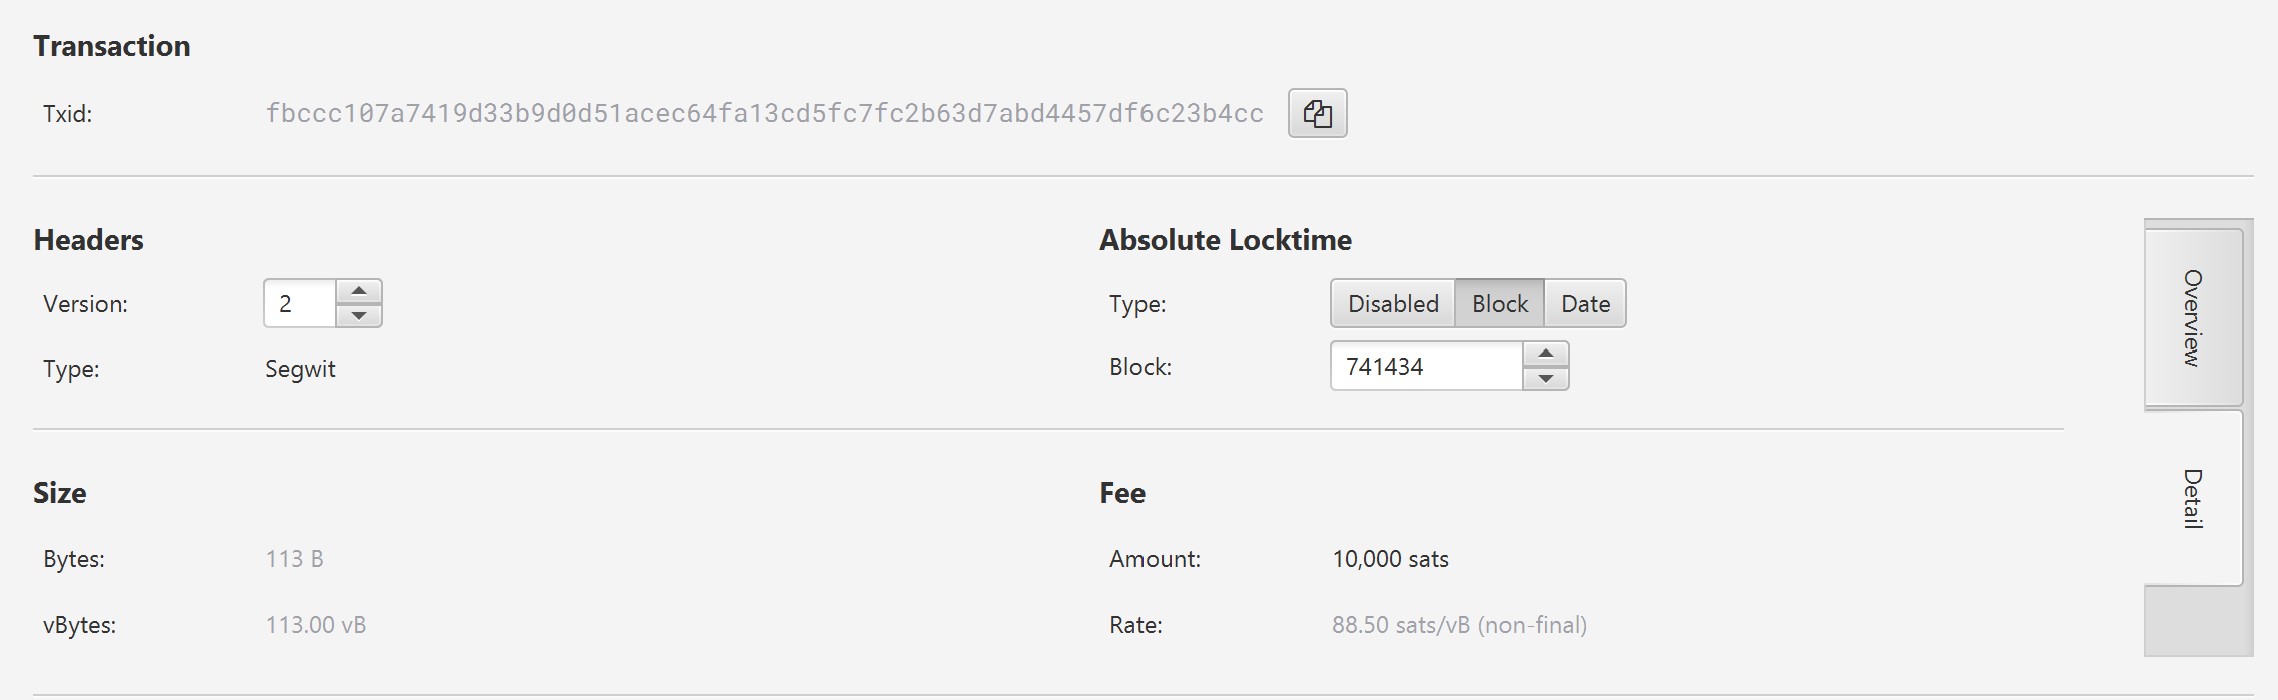 Transaction
Txid: fbccc107a7419d33b9d0d51acec64fa13cd5fc7fc2b63d7abd4457df6c23b4cc
Headers
Version: 2
Type: Segwit
Absolute Locktime
Type: Disabled Block Date
Block: 741434
Size
Bytes: 113 B
vBytes: 113.00 vB
Fee
Amount: 10,000 sats
Rate: 88.50 sats/vB (non-final)
Overview
Detail